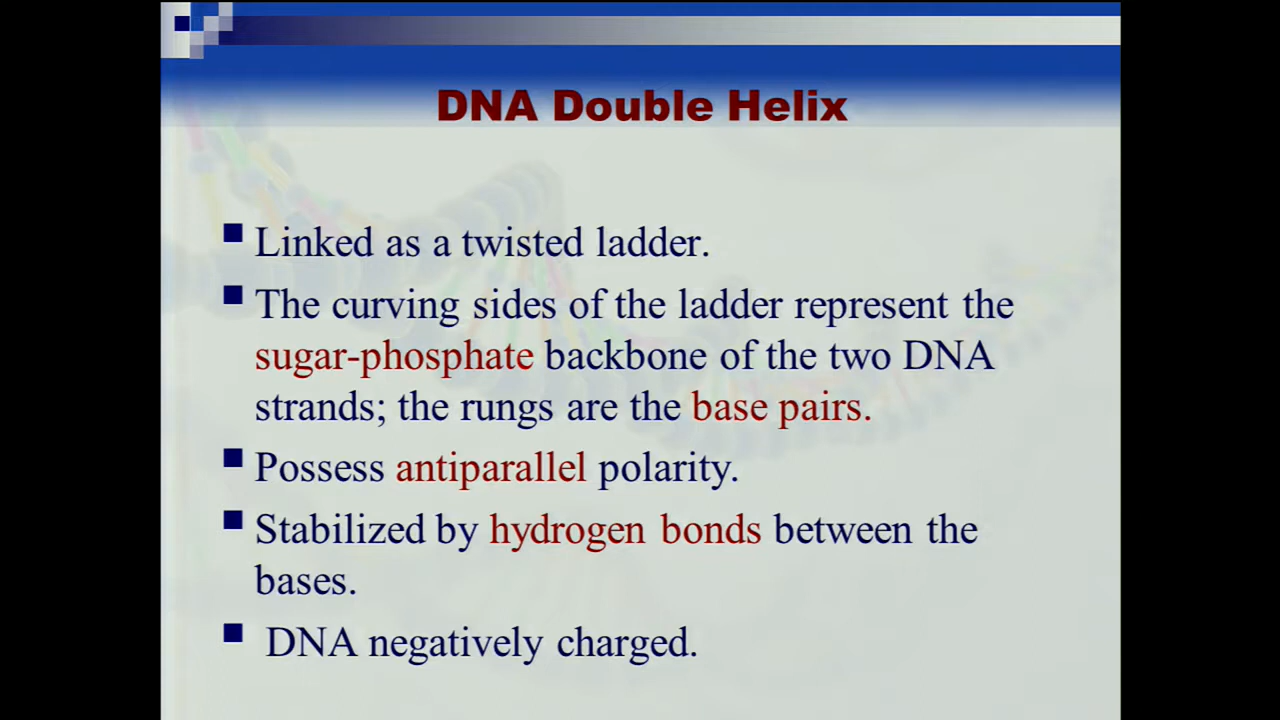 DNA Double Helix
Linked as a twisted ladder.
The curving sides of the ladder represent the
sugar-phosphate backbone of the two DNA
strands; the rungs are the base pairs.
Possess antiparallel polarity.
Stabilized by hydrogen bonds between the
bases.
DNA negatively charged.